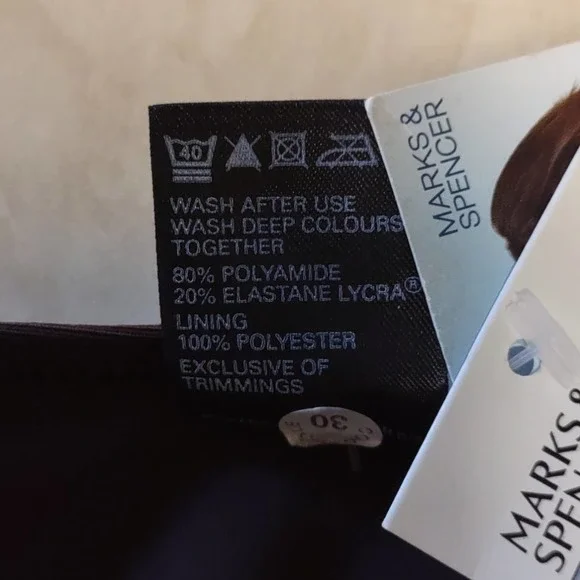 40
WASH AFTER USE
WASH DEEP COLOURS
TOGETHER
80% POLYAMIDE
20% ELASTANE LYCRA®
LINING
100% POLYESTER
EXCLUSIVE OF
TRIMMINGS
MARKS &
SPENCER
30
MARKS &